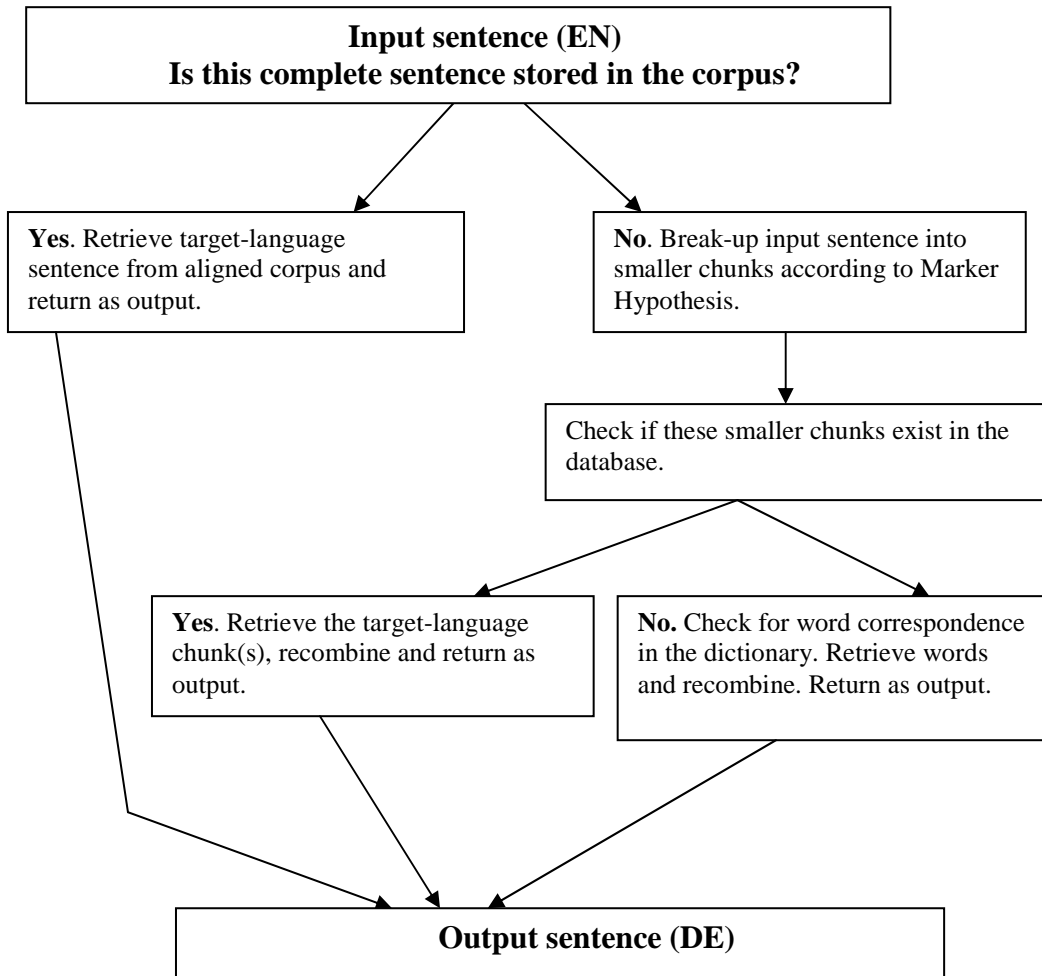 Input sentence (EN)
Is this complete sentence stored in the corpus?
Yes. Retrieve target-language
sentence from aligned corpus and
return as output.
No. Break-up input sentence into
smaller chunks according to Marker
Hypothesis.
Check if these smaller chunks exist in the
database.
Yes. Retrieve the target-language
chunk(s), recombine and return as
output.
No. Check for word correspondence
in the dictionary. Retrieve words
and recombine. Return as output.
Output sentence (DE)